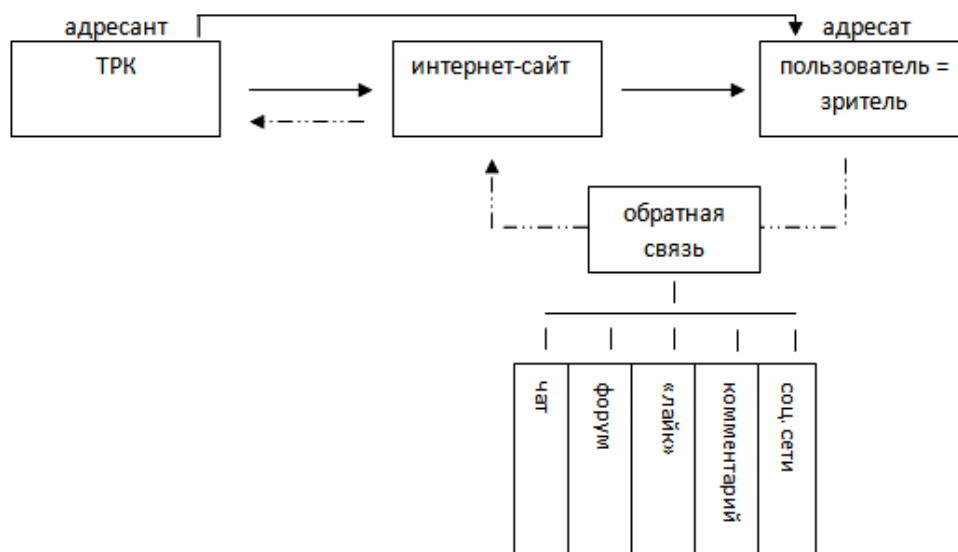 адресант
адресат
ТРК
интернет-сайт
пользователь =
зритель
обратная
связь
чат
форум
«лайк»
комментарий
соц. сети